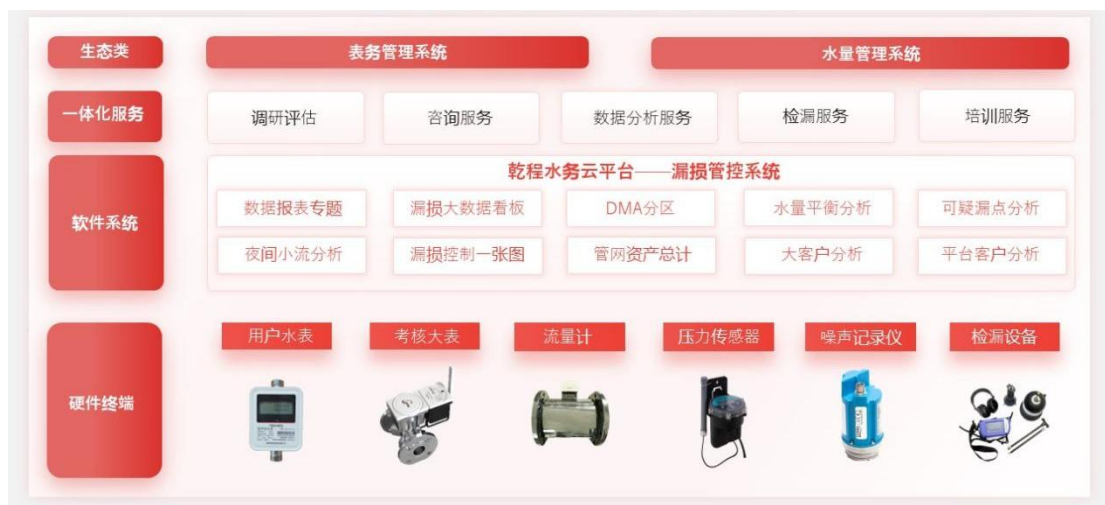 生态类
表务管理系统
水量管理系统
一体化服务
调研评估
咨询服务
数据分析服务
检漏服务
培训服务
软件系统
乾程水务云平台——漏损管控系统
数据报表专题
漏损大数据看板
DMA分区
水量平衡分析
可疑漏点分析
夜间小流分析
漏损控制一张图
管网资产总计
大客户分析
平台客户分析
硬件终端
用户水表
考核大表
流量计
压力传感器
噪声记录仪
检漏设备